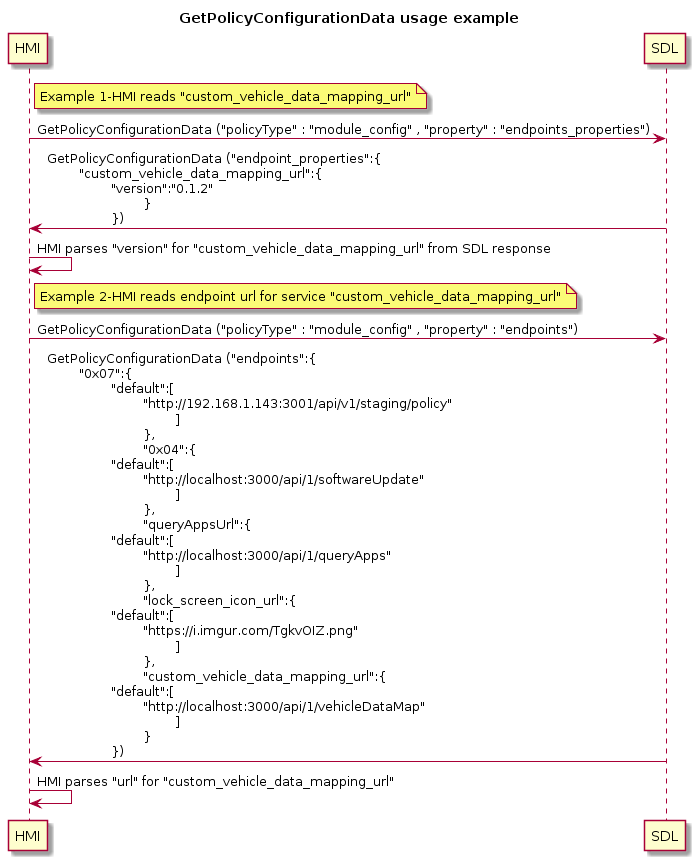 GetPolicyConfigurationData usage example
HMI
SDL
Example 1-HMI reads "custom_vehicle_data_mapping_url"
GetPolicyConfigurationData ("policyType" : "module_config" , "property" : "endpoints_properties")
GetPolicyConfigurationData ("endpoint_properties":{
"custom_vehicle_data_mapping_url":{
"version":"0.1.2"
}
})
HMI parses "version" for "custom_vehicle_data_mapping_url" from SDL response
Example 2-HMI reads endpoint url for service "custom_vehicle_data_mapping_url"
GetPolicyConfigurationData ("policyType" : "module_config" , "property" : "endpoints")
GetPolicyConfigurationData ("endpoints":{
"0x07":{
"default":[
"http://192.168.1.143:3001/api/v1/staging/policy"
]
},
"0x04":{
"default":[
"http://localhost:3000/api/1/softwareUpdate"
]
},
"queryAppsUrl":{
"default":[
"http://localhost:3000/api/1/queryApps"
]
},
"lock_screen_icon_url":{
"default":[
"https://i.imgur.com/TgkvOIZ.png"
]
},
"custom_vehicle_data_mapping_url":{
"default":[
"http://localhost:3000/api/1/vehicleDataMap"
]
}
})
HMI parses "url" for "custom_vehicle_data_mapping_url"
HMI
SDL